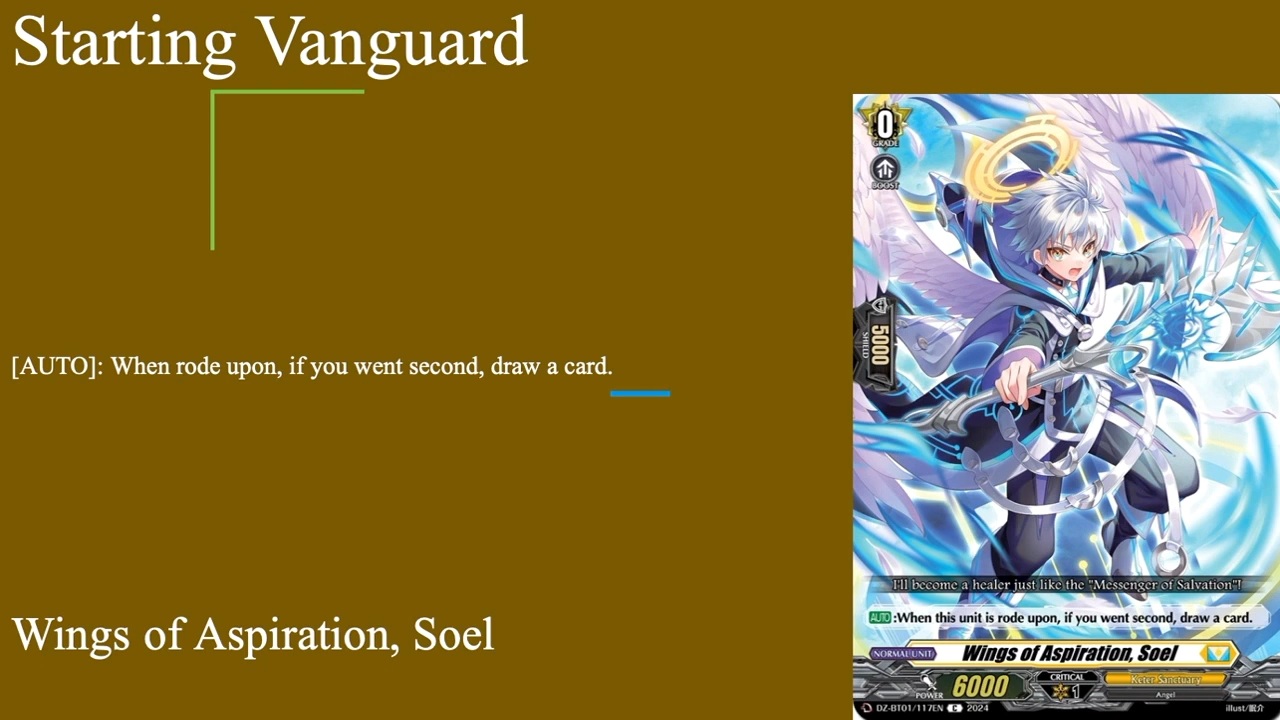 Starting Vanguard
0
GRADE
BOOST
5000
SHIELD
[AUTO]: When rode upon, if you went second, draw a card.
I'll become a healer just like the "Messenger of Salvation"!
AUTO:When this unit is rode upon, if you went second, draw a card.
Wings of Aspiration, Soel
NORMAL UNIT Wings of Aspiration, Soel
POWER 6000 CRITICAL 1 Keter Sanctuary
Angel
DZ-BT01/117EN C 2024 illust/眠介